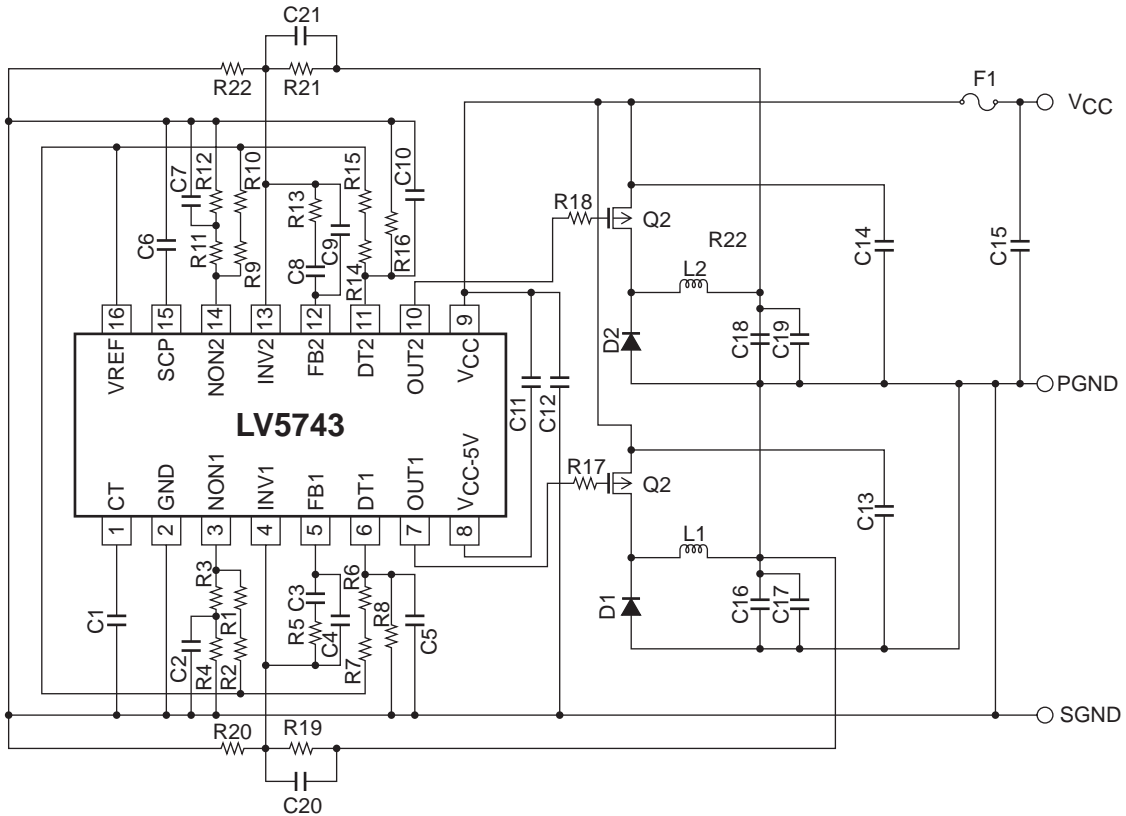 C21
R22
R21
F1
VCC
C7
R12
R10
R15
C10
R13
C9
R18
Q2
R22
C14
C15
C6
R11
R9
C8
R14
R16
L2
16
15
14
13
12
11
10
9
VREF
SCP
NON2
INV2
FB2
DT2
OUT2
VCC
D2
C18
C19
C11
C12
PGND
LV5743
CT
GND
NON1
INV1
FB1
DT1
OUT1
VCC-5V
R17
Q2
C13
1
2
3
4
5
6
7
8
L1
R3
R1
C3
R6
R8
C1
C2
R4
R2
R5
C4
R7
C5
D1
C16
C17
SGND
R20
R19
C20